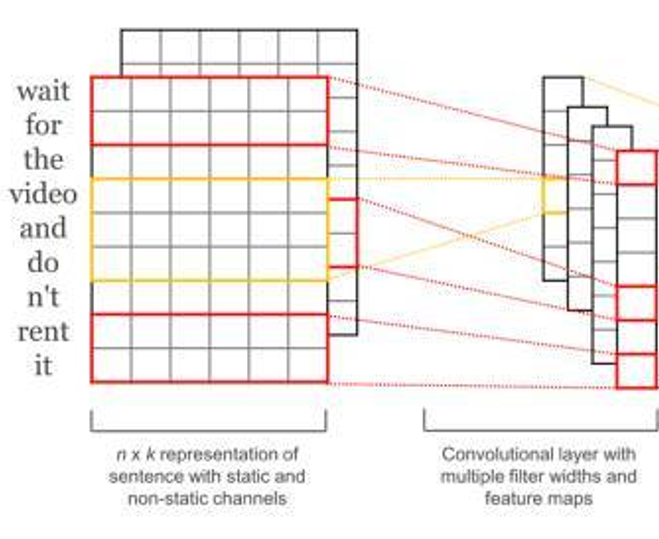 wait
for
the
video
and
do
n't
rent
it
n x k representation of
sentence with static and
non-static channels
Convolutional layer with
multiple filter widths and
feature maps